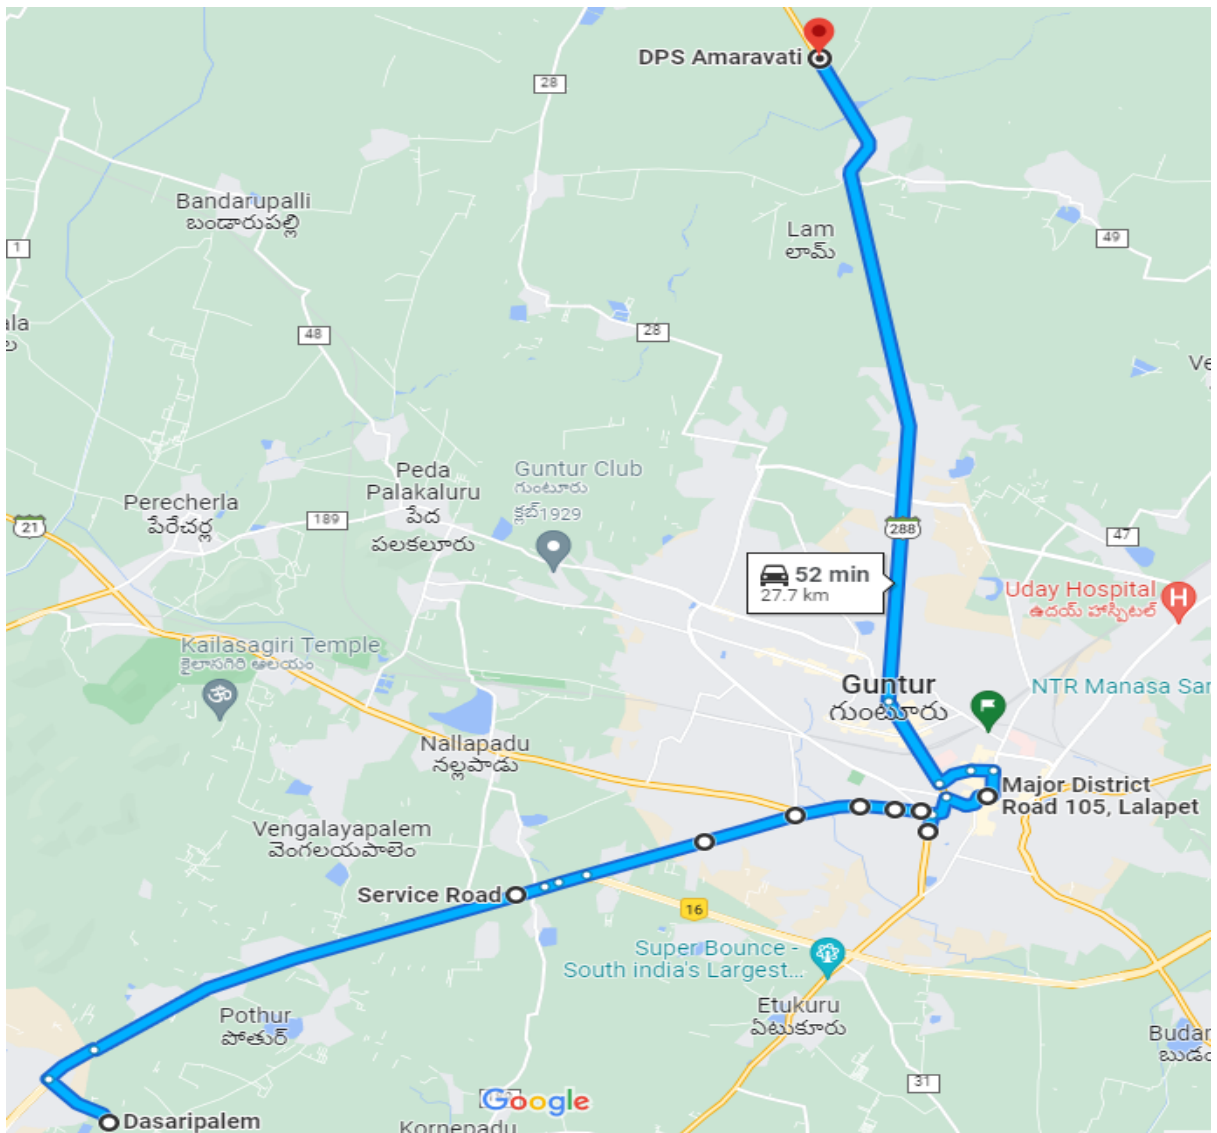 DPS Amaravati
28
Bandarupalli
బండారుపల్లి
1
Lam
లామ్
49
48
28
Peda
Palakaluru
పేద
పలకలూరు
Guntur Club
గుంటూరు
క్లబ్1929
Perecherla
పేరేచర్ల
21
189
288
47
52 min
27.7 km
Uday Hospital
ఉదయ్ హాస్పిటల్
Kailasagiri Temple
కైలాసగిరి ఆలయం
Guntur
గుంటూరు
NTR Manasa Sar
Nallapadu
నల్లపాడు
Major District
Road 105, Lalapet
Vengalayapalem
వెంగలయపాలెం
Service Road
16
Super Bounce -
South india's Largest...
Etukuru
ఏటుకూరు
Pothur
పోతుర్
31
Google
Dasaripalem
Kornepadu